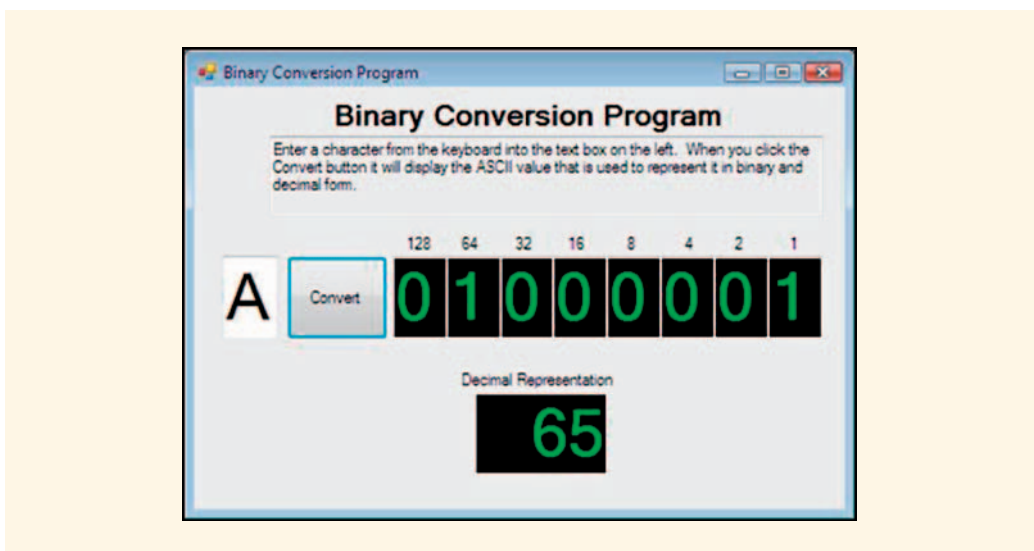 Binary Conversion Program
Binary Conversion Program
Enter a character from the keyboard into the text box on the left. When you click the
Convert button it will display the ASCII value that is used to represent it in binary and
decimal form.
128 64 32 16 8 4 2 1
A Convert 0 1 0 0 0 0 0 1
Decimal Representation
65